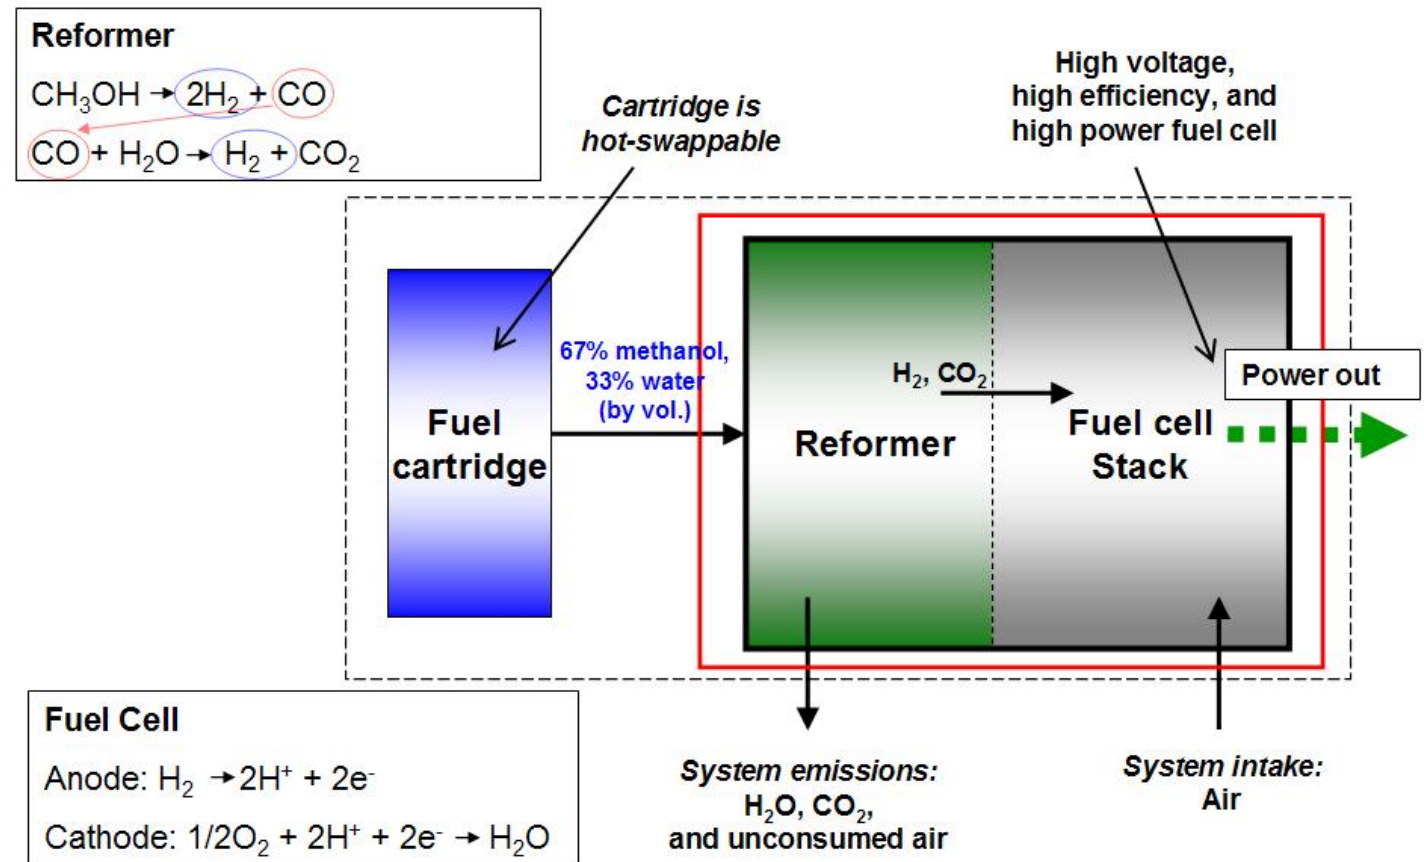 Reformer
CH₃OH → 2H₂ + CO
CO + H₂O → H₂ + CO₂
Cartridge is
hot-swappable
High voltage,
high efficiency, and
high power fuel cell
67% methanol,
33% water
(by vol.)
Fuel
cartridge
H₂, CO₂
Reformer
Fuel cell
Stack
Power out
Fuel Cell
Anode: H₂ → 2H⁺ + 2e⁻
Cathode: 1/2O₂ + 2H⁺ + 2e⁻ → H₂O
System emissions:
H₂O, CO₂,
and unconsumed air
System intake:
Air